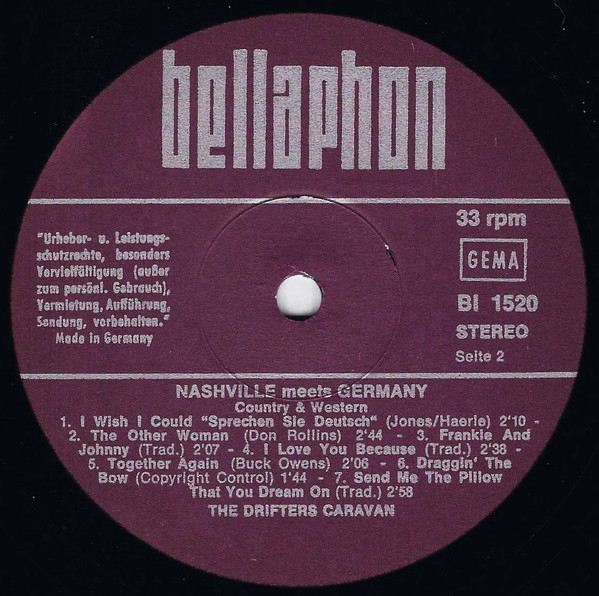 bellaphon
33 rpm
GEMA
BI 1520
STEREO
Seite 2
"Urheber- u. Leistungs-
schutzrechte, besonders
Vervielfältigung (außer
zum persönl. Gebrauch),
Vermietung, Aufführung,
Sendung, vorbehalten."
Made in Germany
NASHVILLE meets GERMANY
Country & Western
1. I Wish I Could "Sprechen Sie Deutsch" (Jones/Haerle) 2'10 -
2. The Other Woman (Don Rollins) 2'44 - 3. Frankie And
Johnny (Trad.) 2'07 - 4. I Love You Because (Trad.) 2'38 -
5. Together Again (Buck Owens) 2'06 - 6. Draggin' The
Bow (Copyright Control) 1'44 - 7. Send Me The Pillow
That You Dream On (Trad.) 2'58
THE DRIFTERS CARAVAN